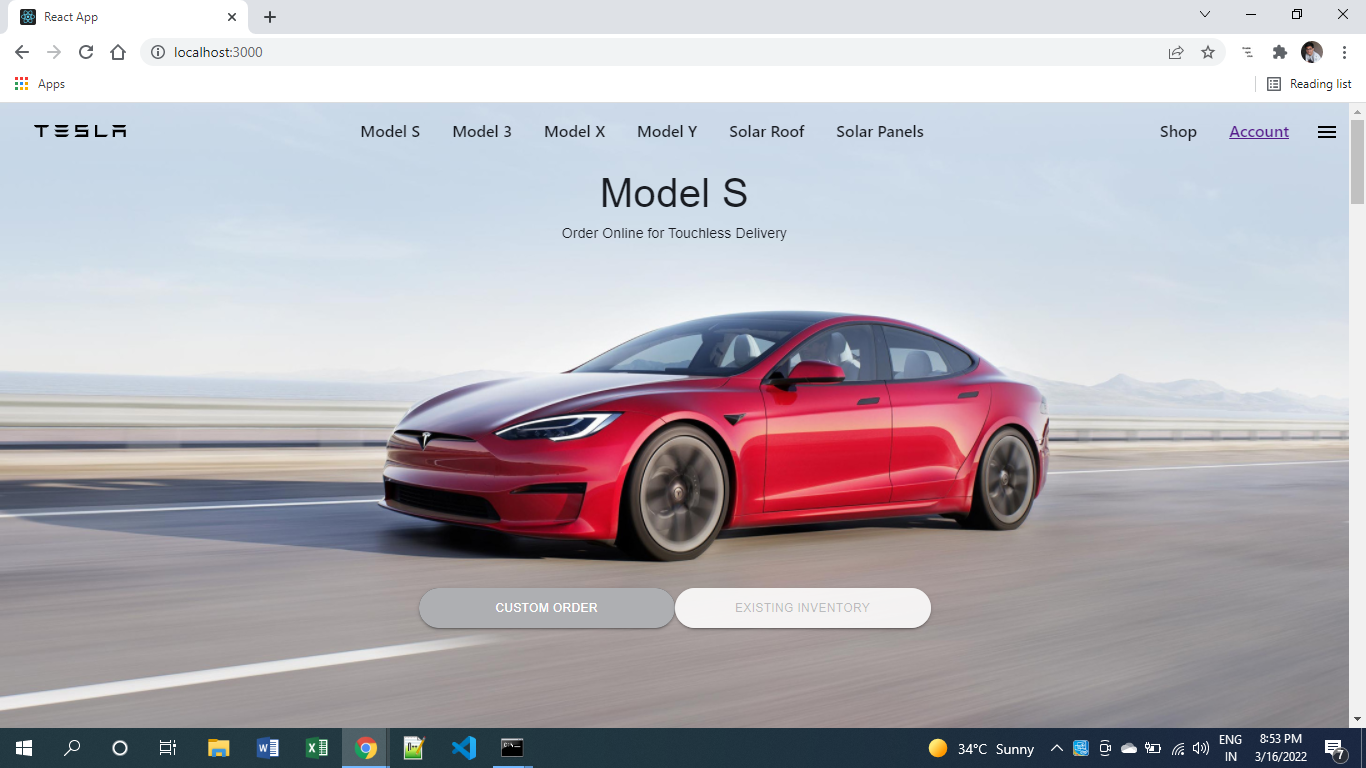 React App
localhost:3000
Apps
Reading list
TESLA
Model S Model 3 Model X Model Y Solar Roof Solar Panels Shop Account
Model S
Order Online for Touchless Delivery
CUSTOM ORDER EXISTING INVENTORY
34°C Sunny
ENG
IN
8:53 PM
3/16/2022
7